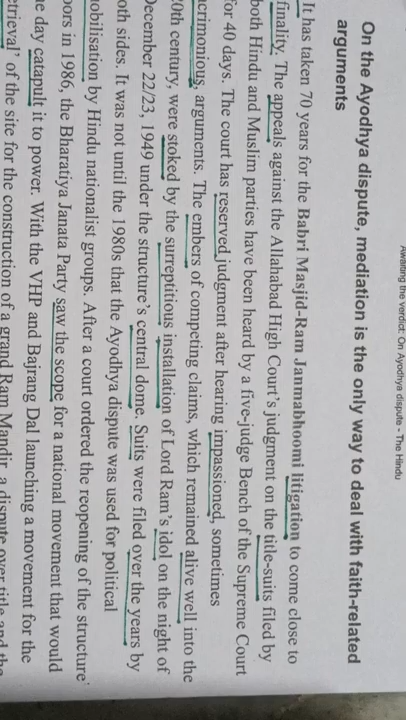 Awaiting the verdict: On Ayodhya dispute - The Hindu
On the Ayodhya dispute, mediation is the only way to deal with faith-related
arguments
It has taken 70 years for the Babri Masjid-Ram Janmabhoomi litigation to come close to
finality. The appeals against the Allahabad High Court's judgment on the title-suits filed by
both Hindu and Muslim parties have been heard by a five-judge Bench of the Supreme Court
for 40 days. The court has reserved judgment after hearing impassioned, sometimes
acrimonious, arguments. The embers of competing claims, which remained alive well into the
20th century, were stoked by the surreptitious installation of Lord Ram's idol on the night of
December 22/23, 1949 under the structure's central dome. Suits were filed over the years by
oth sides. It was not until the 1980s that the Ayodhya dispute was used for political
obilisation by Hindu nationalist groups. After a court ordered the reopening of the structure'
oors in 1986, the Bharatiya Janata Party saw the scope for a national movement that would
ne day catapult it to power. With the VHP and Bajrang Dal launching a movement for the
etrieval' of the site for the construction of a grand Ram Mandir, a dispute over title and the